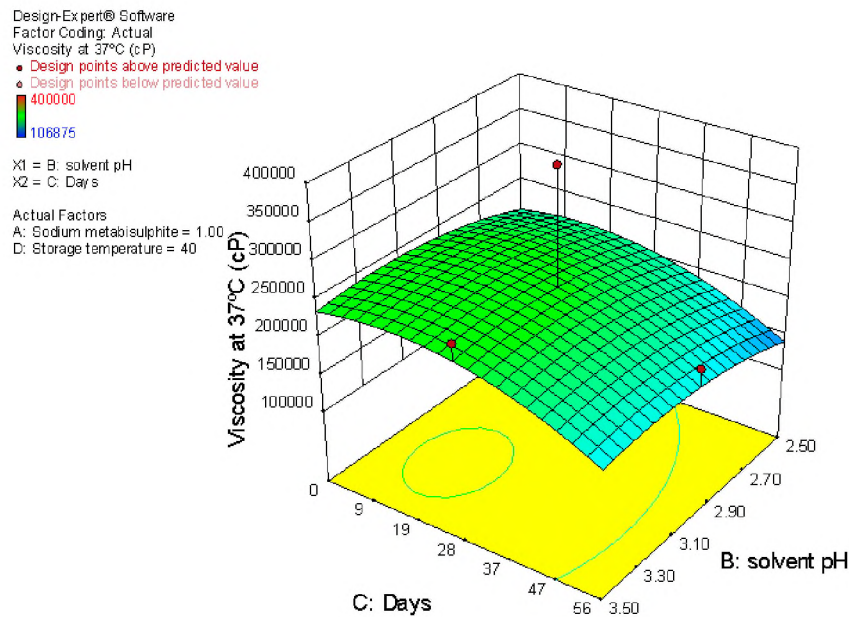 Design-Expert® Software
Factor Coding: Actual
Viscosity at 37ºC (cP)
Design points above predicted value
Design points below predicted value
400000
106875
X1 = B: solvent pH
X2 = C: Days
Actual Factors
A: Sodium metabisulphite = 1.00
D: Storage temperature = 40
400000
350000
300000
250000
200000
150000
100000
Viscosity at 37ºC (cP)
0
9
19
28
37
47
56
C: Days
2.50
2.70
2.90
3.10
3.30
3.50
B: solvent pH